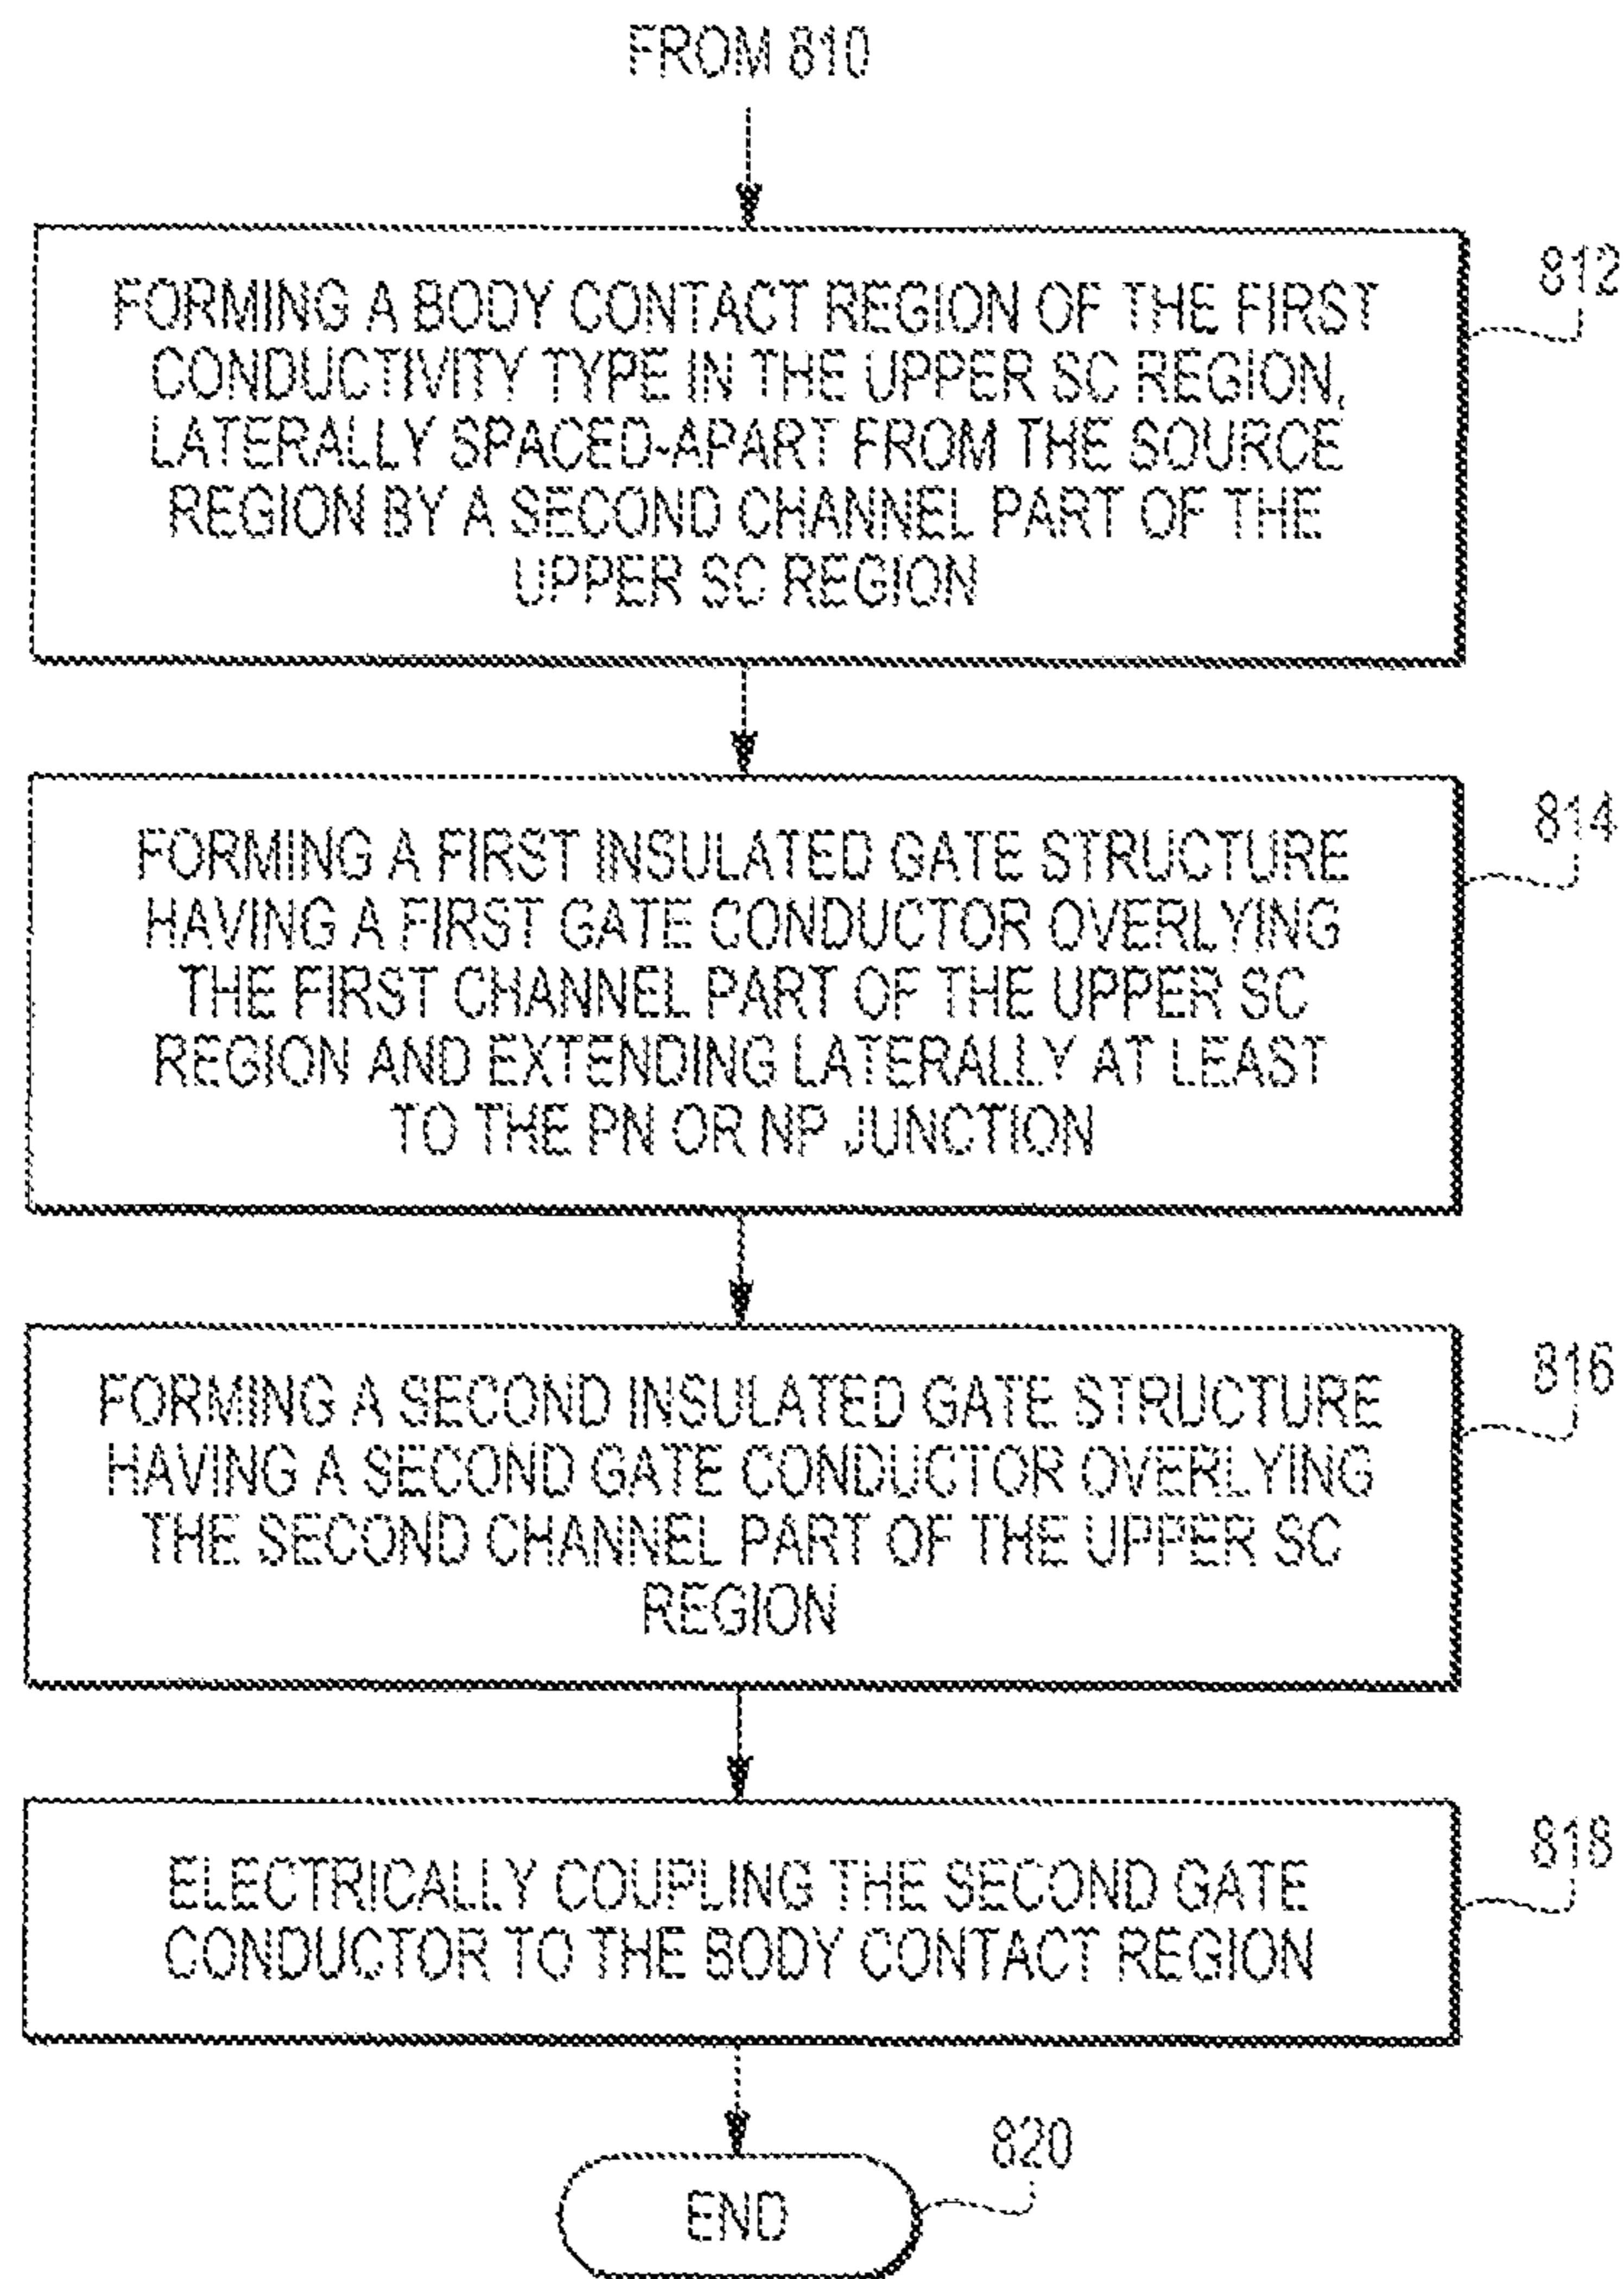 FROM 810
812
FORMING A BODY CONTACT REGION OF THE FIRST
CONDUCTIVITY TYPE IN THE UPPER SC REGION,
LATERALLY SPACED-APART FROM THE SOURCE
REGION BY A SECOND CHANNEL PART OF THE
UPPER SC REGION
814
FORMING A FIRST INSULATED GATE STRUCTURE
HAVING A FIRST GATE CONDUCTOR OVERLYING
THE FIRST CHANNEL PART OF THE UPPER SC
REGION AND EXTENDING LATERALLY AT LEAST
TO THE PN OR NP JUNCTION
816
FORMING A SECOND INSULATED GATE STRUCTURE
HAVING A SECOND GATE CONDUCTOR OVERLYING
THE SECOND CHANNEL PART OF THE UPPER SC
REGION
818
ELECTRICALLY COUPLING THE SECOND GATE
CONDUCTOR TO THE BODY CONTACT REGION
820
END